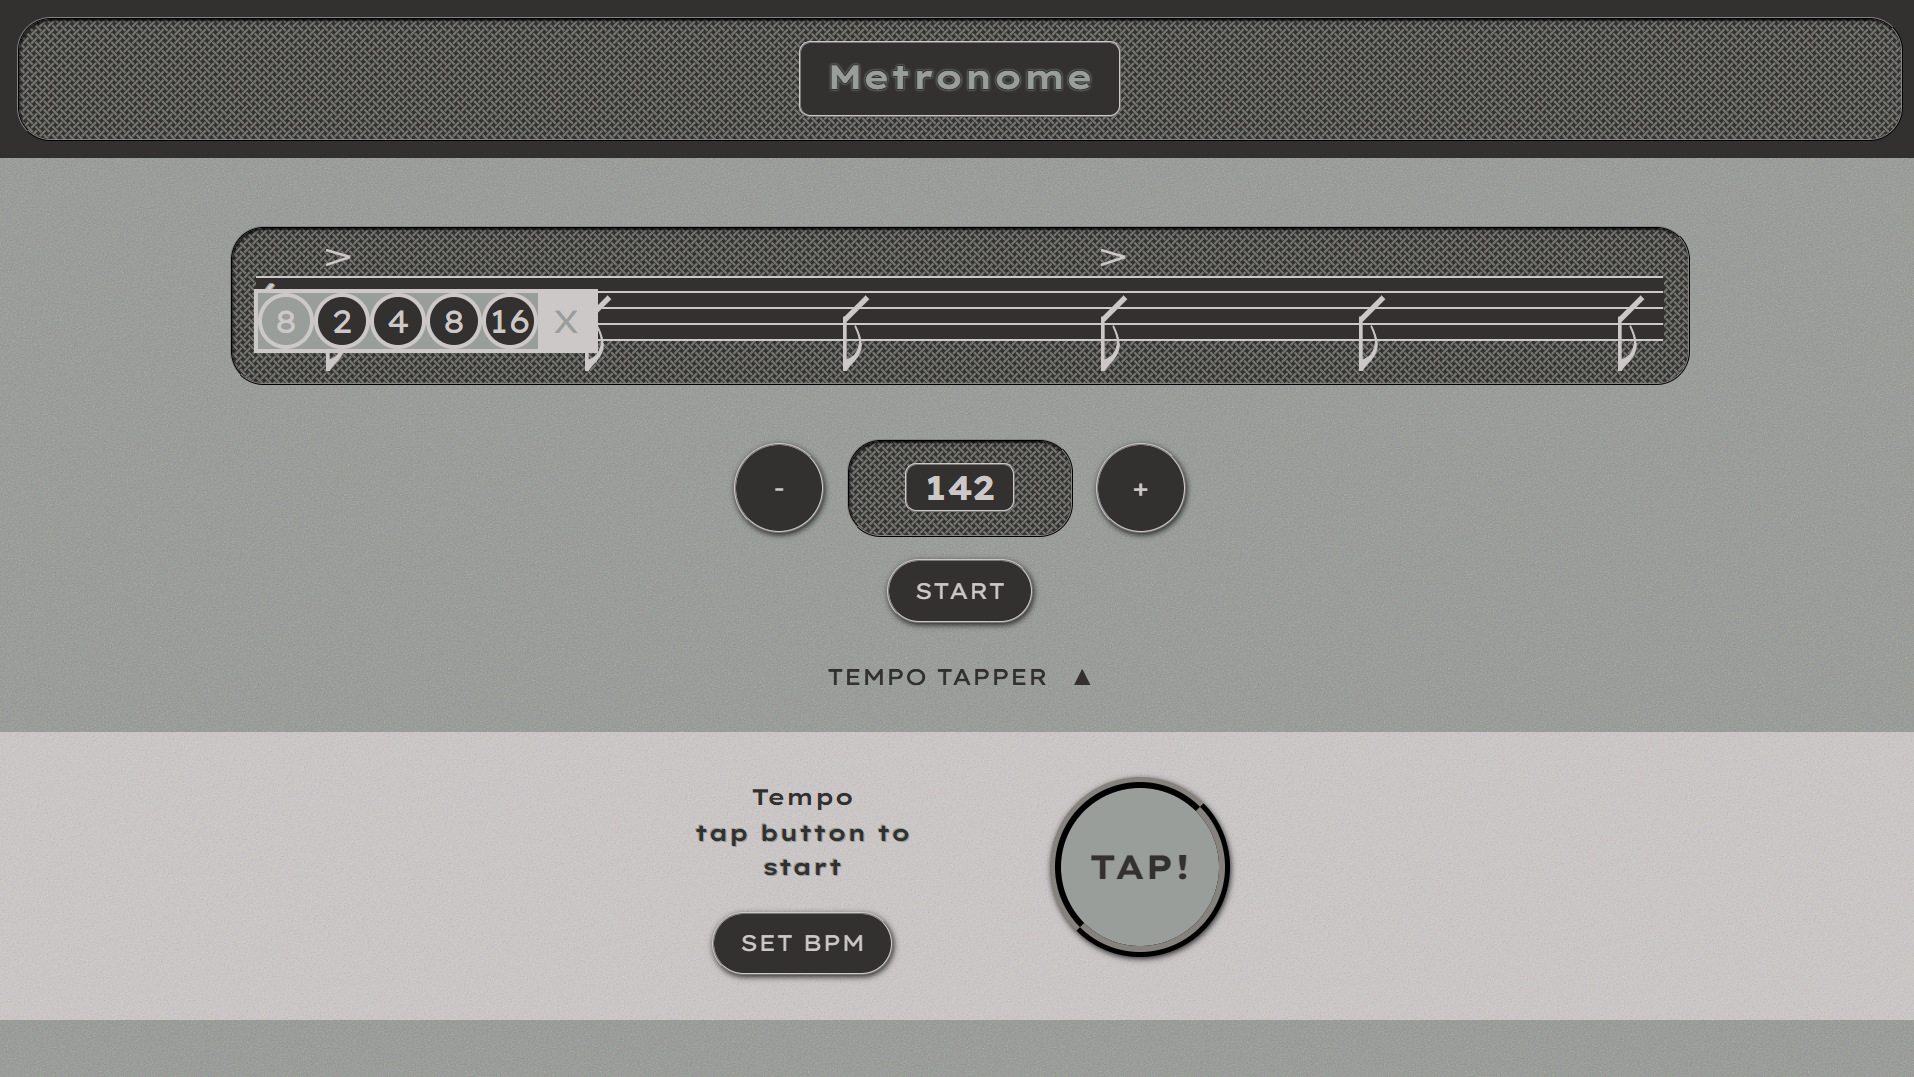 Metronome
>
>
8 2 4 8 16 X
- 142 +
START
TEMPO TAPPER ▲
Tempo
tap button to
start
TAP!
SET BPM